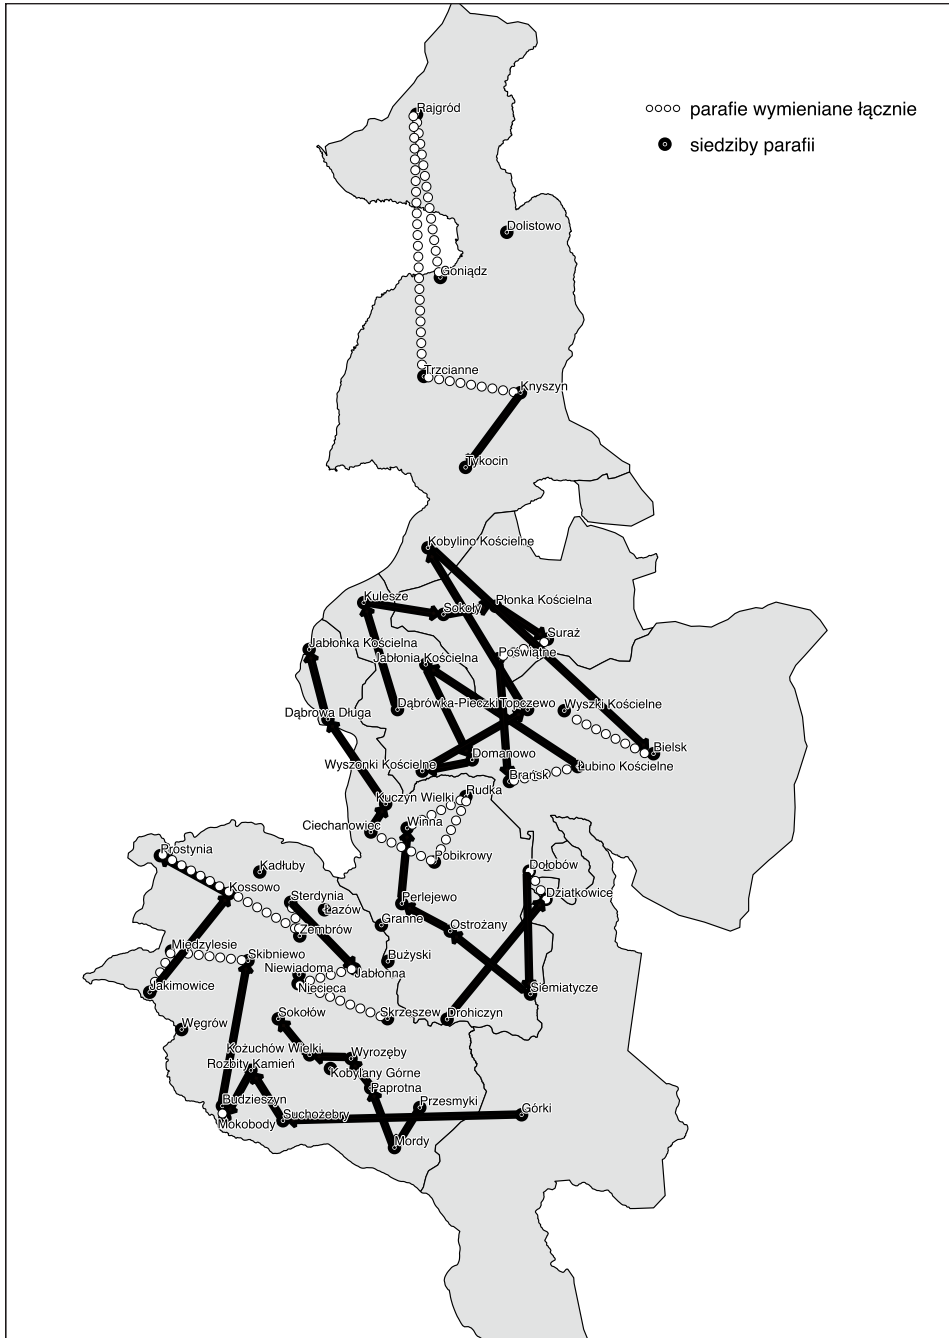 Rajgród
parafie wymieniane łącznie
siedziby parafii
Dolistowo
Goniądz
Trzcianne
Knyszyn
Tykocin
Kobylino Kościelne
Kulesze
Sokoły
Płonka Kościelna
Suraż
Jabłonka Kościelna
Jabłonia Kościelna
Poświątne
Dąbrówka-Pieczki
Topczewo
Wyszki Kościelne
Dąbrowa Długa
Bielsk
Domanowo
Wyszonki Kościelne
Łubino Kościelne
Brańsk
Rudka
Kuczyn Wielki
Ciechanowiec
Winna
Pobikrowy
Prostynia
Kadłuby
Dołobów
Kossowo
Dziatkowice
Sterdynia
Perlejewo
Łazów
Granne
Ostrożany
Zembrów
Międzylesie
Skibniewo
Bużyski
Niewiadoma
Jabłonna
Jakimowice
Niecieca
Siemiatycze
Sokołów
Skrzeszew
Drohiczyn
Węgrów
Kożuchów Wielki
Wyrozęby
Rozbity Kamień
Kobylany Górne
Paprotna
Budzieszyn
Przesmyki
Górki
Suchożebry
Mokobody
Mordy